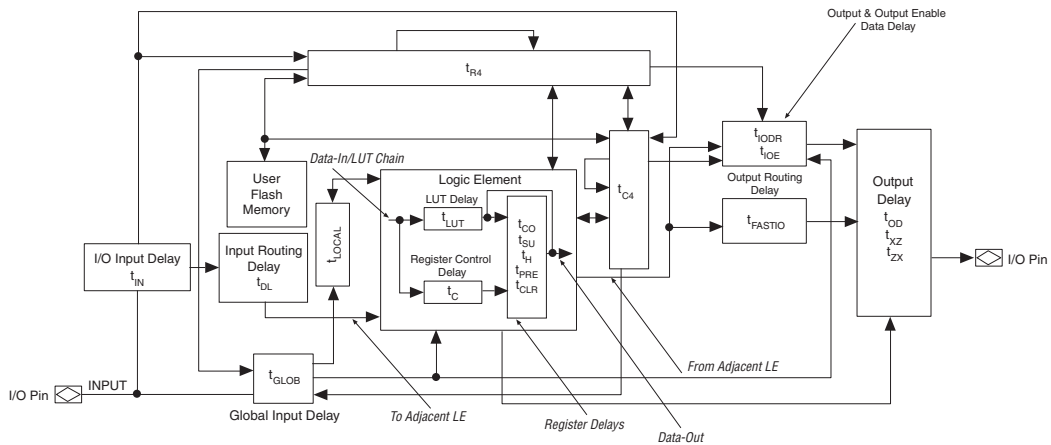 Output & Output Enable
Data Delay
tR4
tIODR
tIOE
Data-In/LUT Chain
User
Flash
Memory
Logic Element
LUT Delay
tLUT
tCO
tSU
tH
tPRE
tCLR
tC4
Output Routing
Delay
tFASTIO
Output
Delay
tOD
tXZ
tZX
I/O Pin
tLOCAL
I/O Input Delay
tIN
Input Routing
Delay
tDL
Register Control
Delay
tC
From Adjacent LE
I/O Pin
INPUT
tGLOB
Global Input Delay
To Adjacent LE
Register Delays
Data-Out